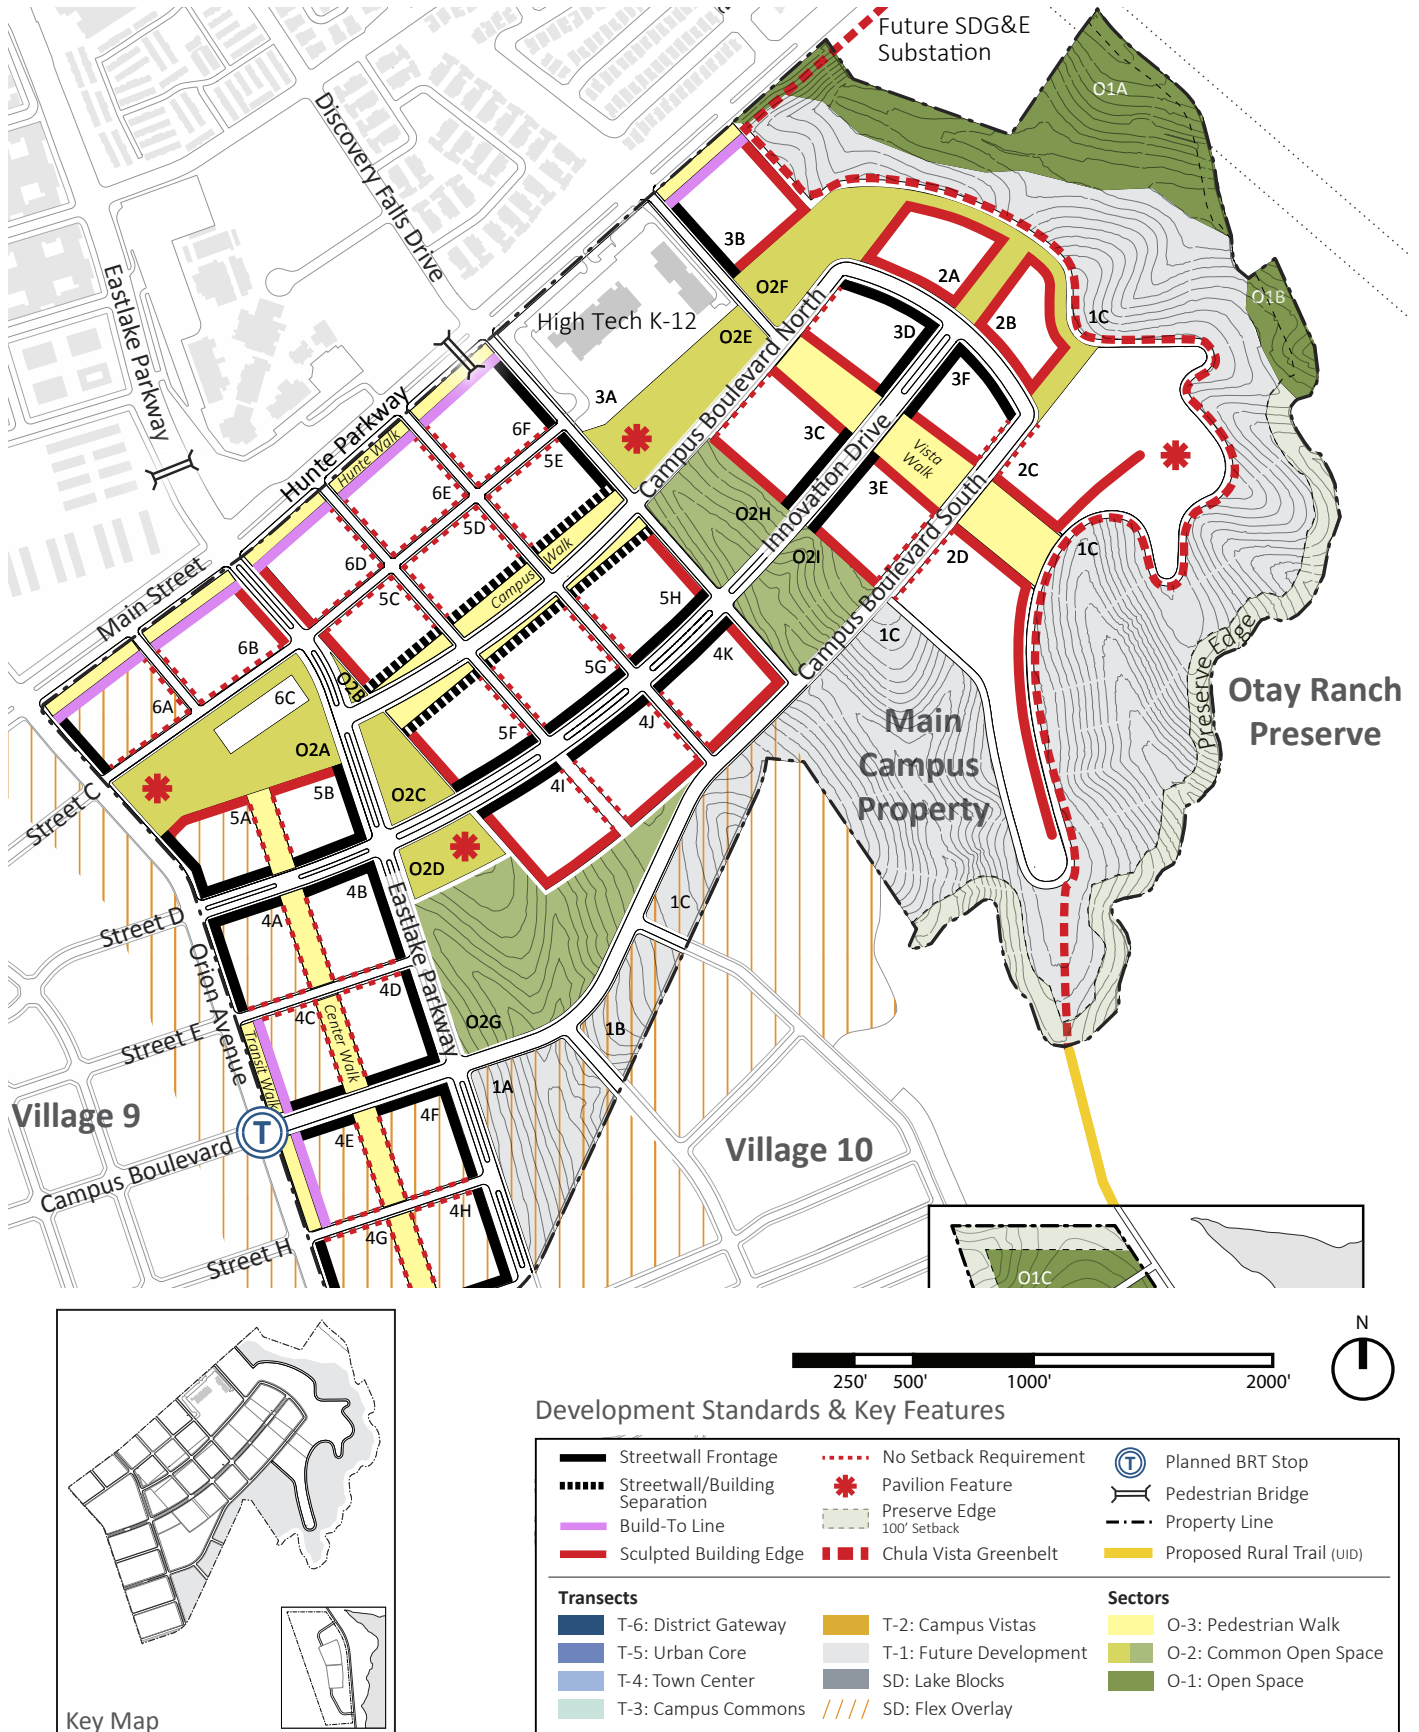 Future SDG&E
Substation
O1A
Discovery Falls Drive
Eastlake Parkway
O1B
3B
2A
O2F
2B
1C
High Tech K-12
O2E
3D
3F
3A
Campus Boulevard North
Hunte Parkway
Hunte Walk
6F
5E
3C
Vista
Walk
2C
Innovation Drive
3E
6E
5D
O2H
Campus
Walk
O2I
2D
1C
6D
5C
Main Street
5H
Campus Boulevard South
1C
6B
4K
O2B
5G
6C
6A
4J
Main
Campus
Property
Preserve Edge
Otay Ranch
Preserve
O2A
5F
5B
4I
O2C
5A
Street C
O2D
4B
1C
4A
Street D
Eastlake Parkway
Orion Avenue
4D
4C
Center Walk
O2G
1B
Transit Walk
Street E
1A
Village 9
4F
4E
T
Village 10
Campus Boulevard
4H
4G
Street H
O1C
N
250'
500'
1000'
2000'
Development Standards & Key Features
Streetwall Frontage
Streetwall/Building
Separation
Build-To Line
Sculpted Building Edge
No Setback Requirement
Pavilion Feature
Preserve Edge
100' Setback
Chula Vista Greenbelt
T
Planned BRT Stop
Pedestrian Bridge
Property Line
Proposed Rural Trail (UID)
Transects
T-6: District Gateway
T-5: Urban Core
T-4: Town Center
T-3: Campus Commons
T-2: Campus Vistas
T-1: Future Development
SD: Lake Blocks
SD: Flex Overlay
Sectors
O-3: Pedestrian Walk
O-2: Common Open Space
O-1: Open Space
Key Map